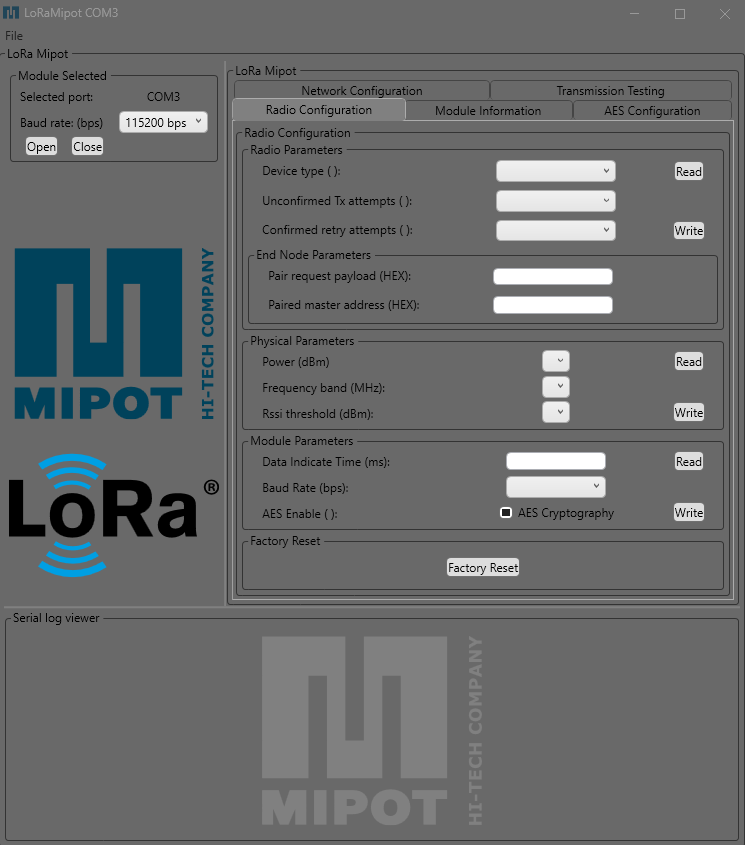 LoRaMipot COM3
File
LoRa Mipot
Module Selected
Selected port: COM3
Baud rate: (bps) 115200 bps
Open Close
MIPOT
HI-TECH COMPANY
LoRa®
LoRa Mipot
Network Configuration Transmission Testing
Radio Configuration Module Information AES Configuration
Radio Configuration
Radio Parameters
Device type ( ): Read
Unconfirmed Tx attempts ( ):
Confirmed retry attempts ( ): Write
End Node Parameters
Pair request payload (HEX):
Paired master address (HEX):
Physical Parameters
Power (dBm) Read
Frequency band (MHz):
Rssi threshold (dBm): Write
Module Parameters
Data Indicate Time (ms): Read
Baud Rate (bps):
AES Enable ( ): AES Cryptography Write
Factory Reset
Factory Reset
Serial log viewer
MIPOT
HI-TECH COMPANY